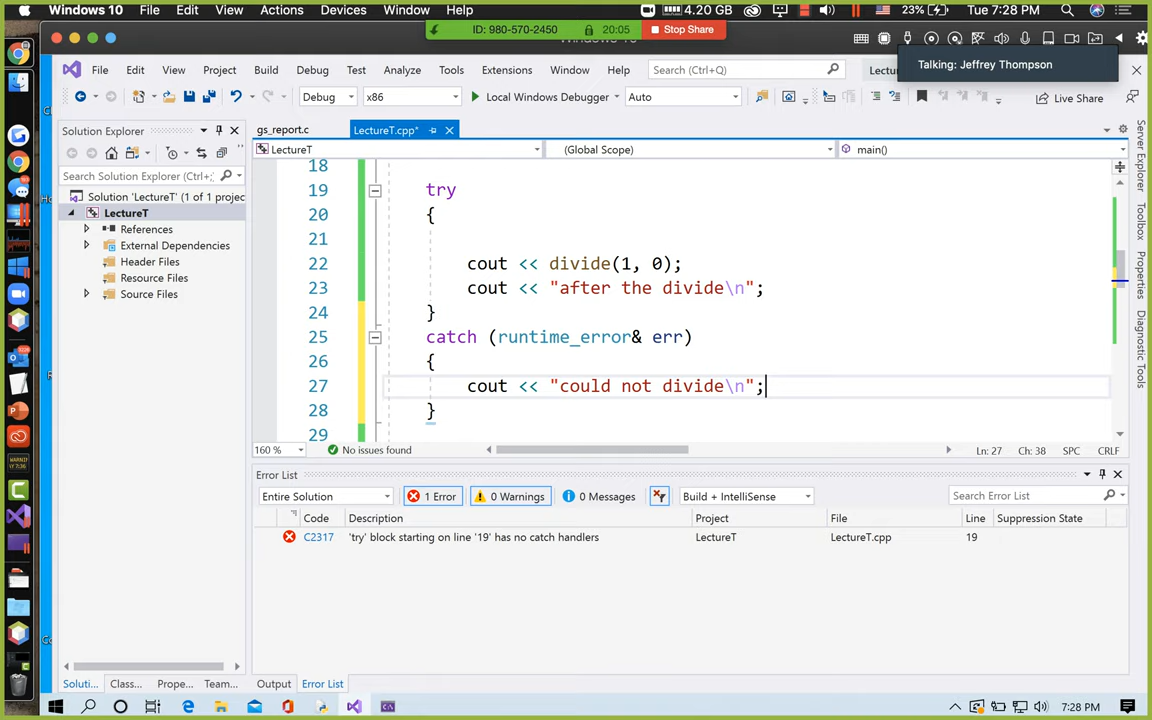 Windows 10 File Edit View Actions Devices Window Help 4.20 GB 23% Tue 7:28 PM
ID: 980-570-2450 20:05 Stop Share
Talking: Jeffrey Thompson
File Edit View Project Build Debug Test Analyze Tools Extensions Window Help Search (Ctrl+Q) Lectu
Debug x86 Local Windows Debugger Auto Live Share
Solution Explorer
gs_report.c LectureT.cpp*
LectureT (Global Scope) main()
Search Solution Explorer (Ctrl+;
Solution 'LectureT' (1 of 1 projec
LectureT
References
External Dependencies
Header Files
Resource Files
Source Files
18
19 try
20 {
21
22 cout << divide(1, 0);
23 cout << "after the divide\n";
24 }
25 catch (runtime_error& err)
26 {
27 cout << "could not divide\n";
28 }
29
160 % No issues found Ln: 27 Ch: 38 SPC CRLF
Error List
Entire Solution 1 Error 0 Warnings 0 Messages Build + IntelliSense Search Error List
Code Description Project File Line Suppression State
C2317 'try' block starting on line '19' has no catch handlers LectureT LectureT.cpp 19
Soluti... Class... Prope... Team... Output Error List
Server Explorer
Toolbox
Properties
Diagnostic Tools
7:28 PM